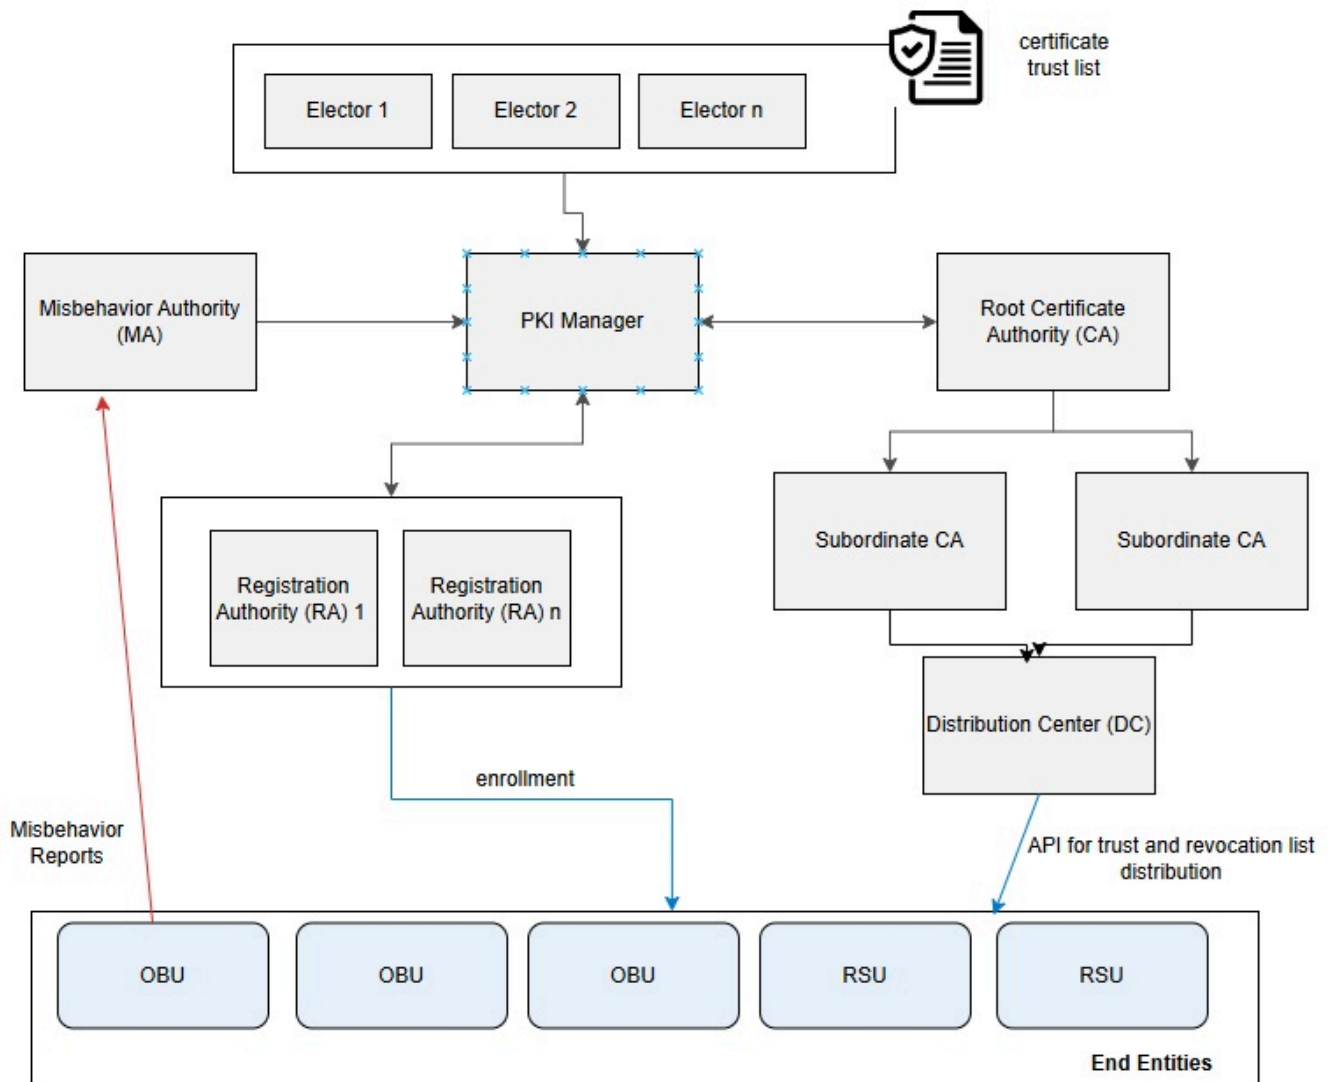 certificate
trust list
Elector 1
Elector 2
Elector n
Misbehavior Authority
(MA)
PKI Manager
Root Certificate
Authority (CA)
Subordinate CA
Subordinate CA
Registration
Authority (RA) 1
Registration
Authority (RA) n
Distribution Center (DC)
enrollment
Misbehavior
Reports
API for trust and revocation list
distribution
OBU
OBU
OBU
RSU
RSU
End Entities